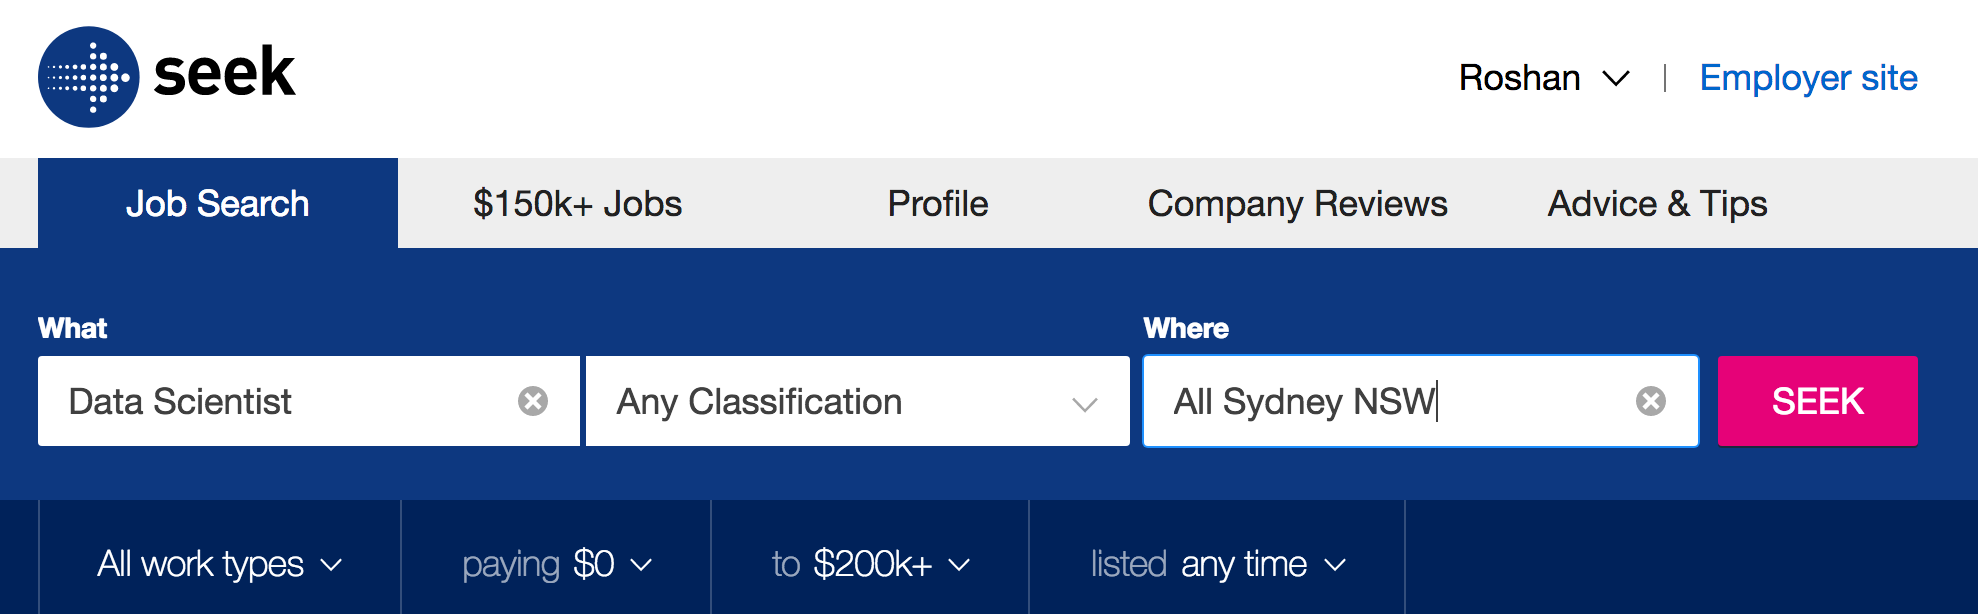 seek
Roshan | Employer site
Job Search $150k+ Jobs Profile Company Reviews Advice & Tips
What Where
Data Scientist Any Classification All Sydney NSW SEEK
All work types paying $0 to $200k+ listed any time